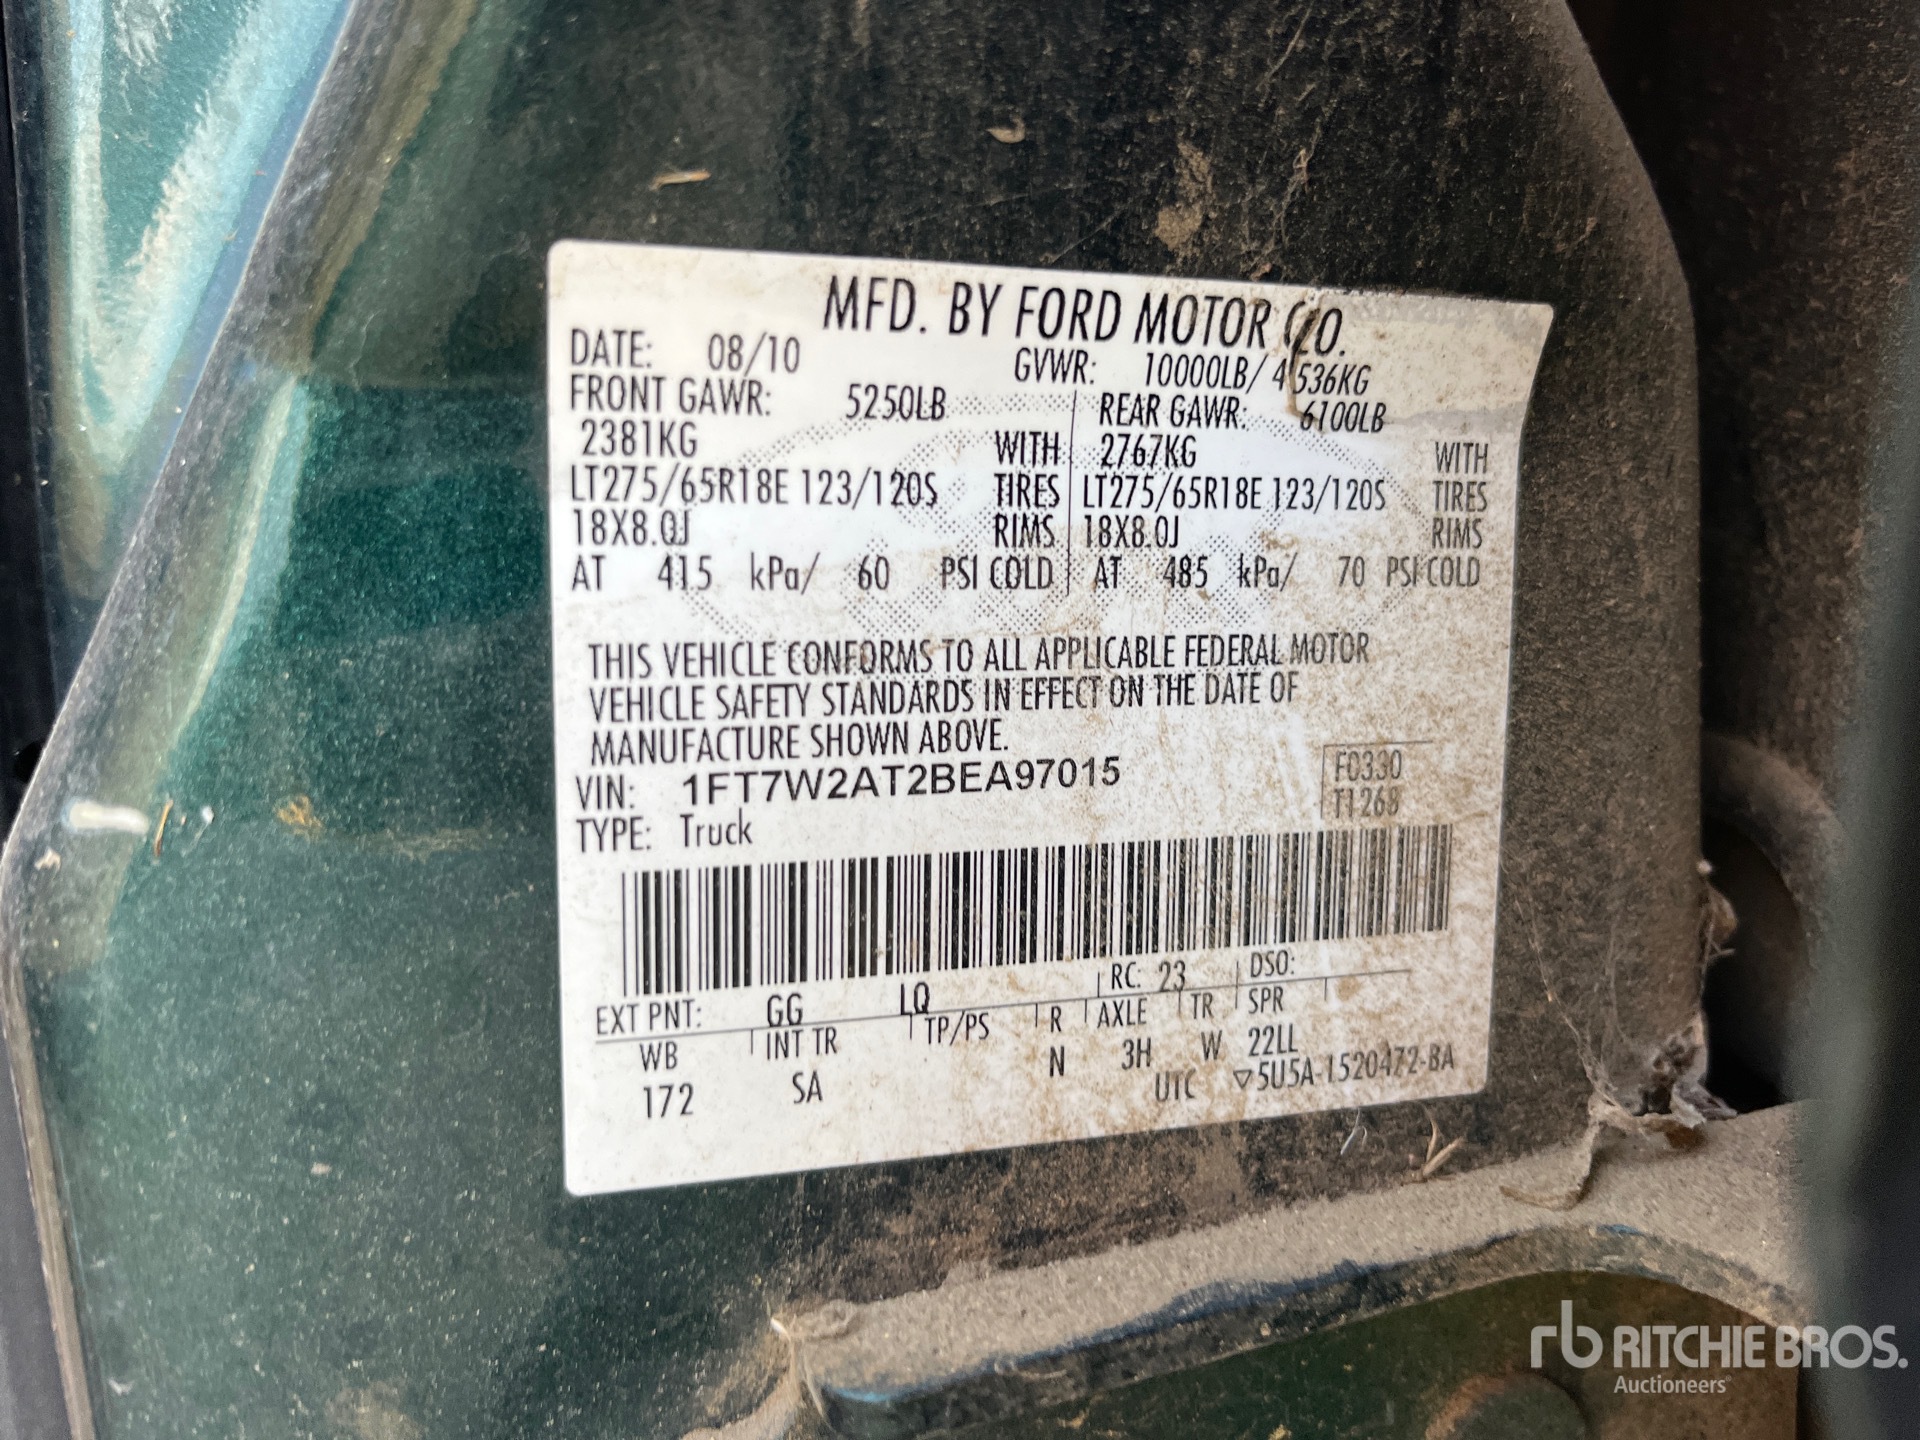 MFD. BY FORD MOTOR CO.
DATE: 08/10 GVWR: 10000LB/ 4536KG
FRONT GAWR: 5250LB REAR GAWR: 6100LB
2381KG WITH 2767KG WITH
LT275/65R18E 123/120S TIRES LT275/65R18E 123/120S TIRES
18X8.0J RIMS 18X8.0J RIMS
AT 415 kPa/ 60 PSI COLD AT 485 kPa/ 70 PSI COLD
THIS VEHICLE CONFORMS TO ALL APPLICABLE FEDERAL MOTOR
VEHICLE SAFETY STANDARDS IN EFFECT ON THE DATE OF
MANUFACTURE SHOWN ABOVE.
VIN: 1FT7W2AT2BEA97015 F0330
TYPE: Truck T1268
EXT PNT: GG LQ RC: 23 DSO:
WB INT TR TP/PS R AXLE TR SPR
172 SA N 3H W 22LL
UTC ▽5U5A-1520472-BA
rb RITCHIE BROS.
Auctioneers